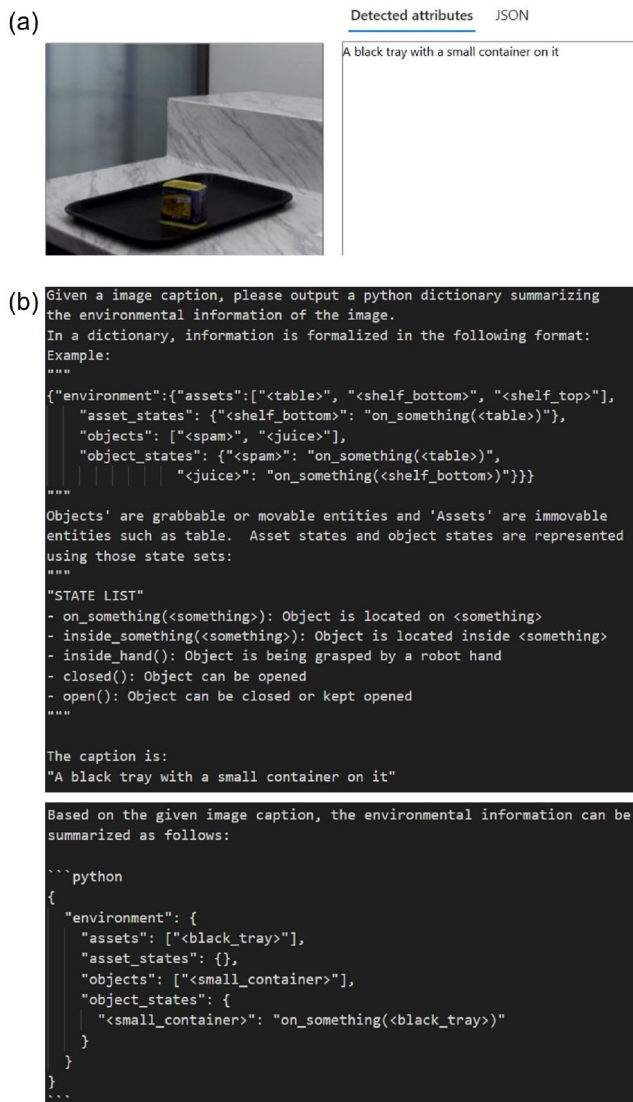 (a)
Detected attributes JSON
A black tray with a small container on it
(b)
Given a image caption, please output a python dictionary summarizing
the environmental information of the image.
In a dictionary, information is formalized in the following format:
Example:
"""
{"environment":{"assets":["<table>", "<shelf_bottom>", "<shelf_top>"],
"asset_states": {"<shelf_bottom>": "on_something(<table>)"},
"objects": ["<spam>", "<juice>"],
"object_states": {"<spam>": "on_something(<table>)",
"<juice>": "on_something(<shelf_bottom>)"}}}
"""
Objects' are grabbable or movable entities and 'Assets' are immovable
entities such as table.  Asset states and object states are represented
using those state sets:
"""
"STATE LIST"
- on_something(<something>): Object is located on <something>
- inside_something(<something>): Object is located inside <something>
- inside_hand(): Object is being grasped by a robot hand
- closed(): Object can be opened
- open(): Object can be closed or kept opened
"""
The caption is:
"A black tray with a small container on it"
Based on the given image caption, the environmental information can be
summarized as follows:
```python
{
"environment": {
"assets": ["<black_tray>"],
"asset_states": {},
"objects": ["<small_container>"],
"object_states": {
"<small_container>": "on_something(<black_tray>)"
}
}
}
```